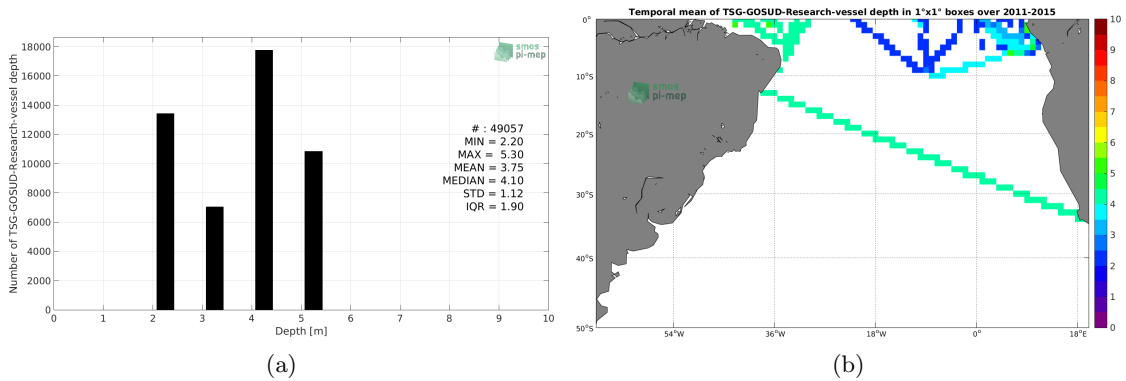 18000
16000
14000
12000
10000
8000
6000
4000
2000
0
Number of TSG-GOSUD-Research-vessel depth
smos
pi-mep
# : 49057
MIN = 2.20
MAX = 5.30
MEAN = 3.75
MEDIAN = 4.10
STD = 1.12
IQR = 1.90
0 1 2 3 4 5 6 7 8 9 10
Depth [m]
(a)
Temporal mean of TSG-GOSUD-Research-vessel depth in 1°x1° boxes over 2011-2015
0°
10°S
20°S
30°S
40°S
50°S
smos
pi-mep
54°W 36°W 18°W 0° 18°E
10
9
8
7
6
5
4
3
2
1
0
(b)